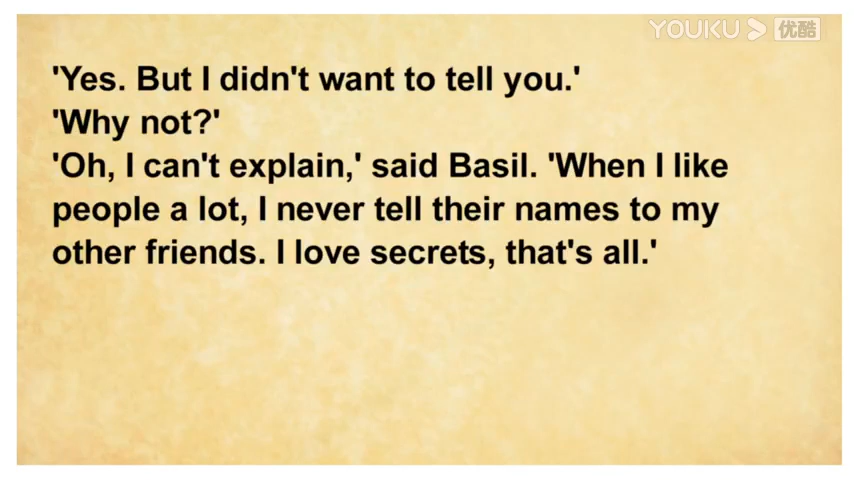 YOUKU 优酷
'Yes. But I didn't want to tell you.'
'Why not?'
'Oh, I can't explain,' said Basil. 'When I like
people a lot, I never tell their names to my
other friends. I love secrets, that's all.'